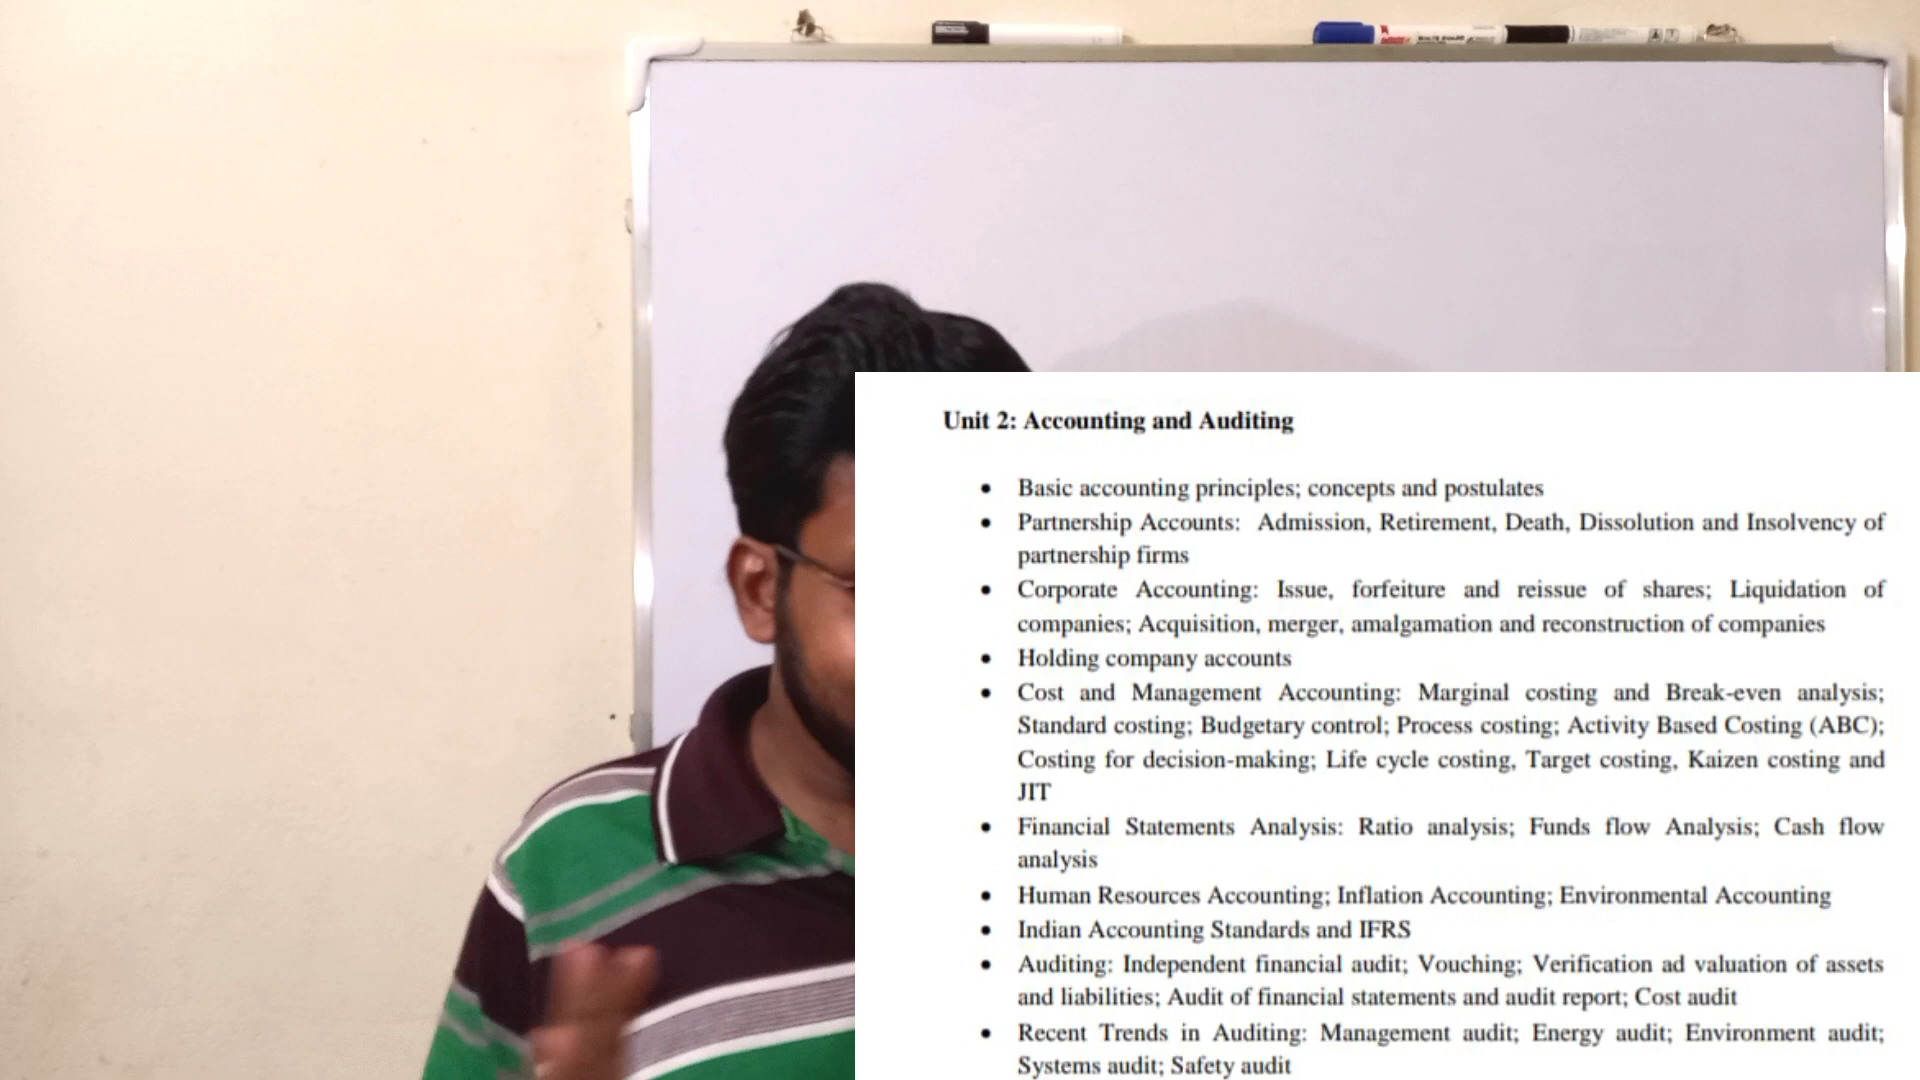 Unit 2: Accounting and Auditing
• Basic accounting principles; concepts and postulates
• Partnership Accounts: Admission, Retirement, Death, Dissolution and Insolvency of
partnership firms
• Corporate Accounting: Issue, forfeiture and reissue of shares; Liquidation of
companies; Acquisition, merger, amalgamation and reconstruction of companies
• Holding company accounts
• Cost and Management Accounting: Marginal costing and Break-even analysis;
Standard costing; Budgetary control; Process costing; Activity Based Costing (ABC);
Costing for decision-making; Life cycle costing, Target costing, Kaizen costing and
JIT
• Financial Statements Analysis: Ratio analysis; Funds flow Analysis; Cash flow
analysis
• Human Resources Accounting; Inflation Accounting; Environmental Accounting
• Indian Accounting Standards and IFRS
• Auditing: Independent financial audit; Vouching; Verification ad valuation of assets
and liabilities; Audit of financial statements and audit report; Cost audit
• Recent Trends in Auditing: Management audit; Energy audit; Environment audit;
Systems audit; Safety audit